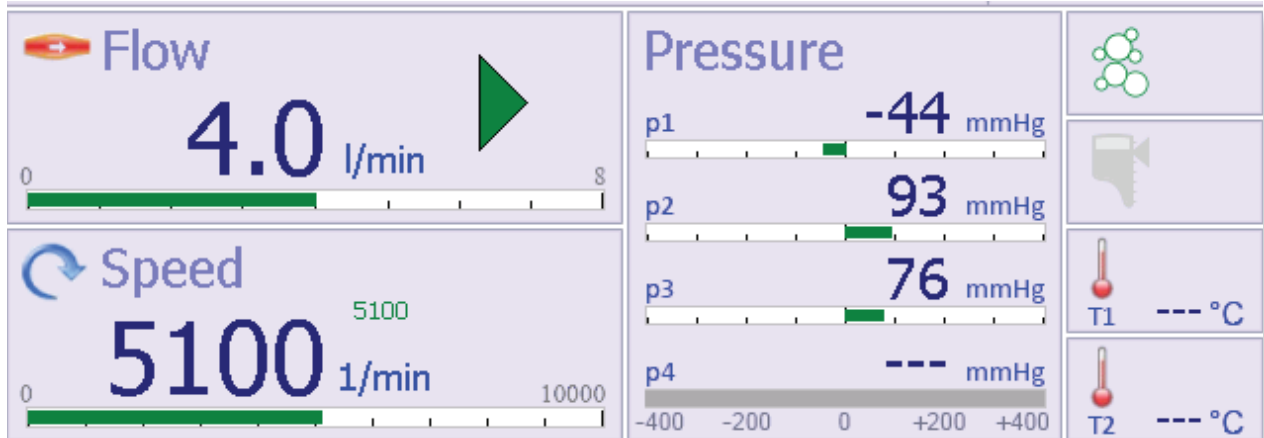 Flow
4.0 l/min
0 8
Speed
5100
5100 1/min
0 10000
Pressure
p1 -44 mmHg
p2 93 mmHg
p3 76 mmHg
p4 --- mmHg
-400 -200 0 +200 +400
T1 --- °C
T2 --- °C